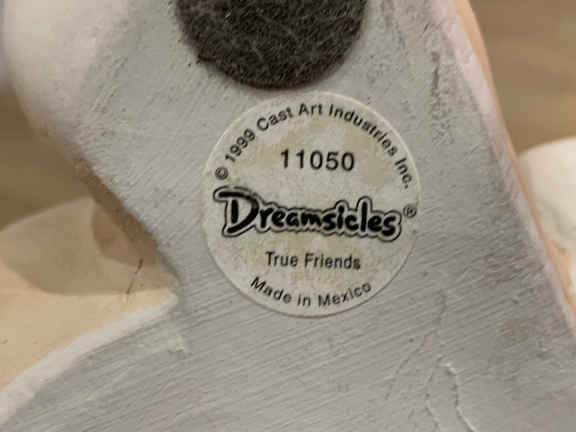 © 1999 Cast Art Industries Inc.
11050
Dreamsicles®
True Friends
Made in Mexico